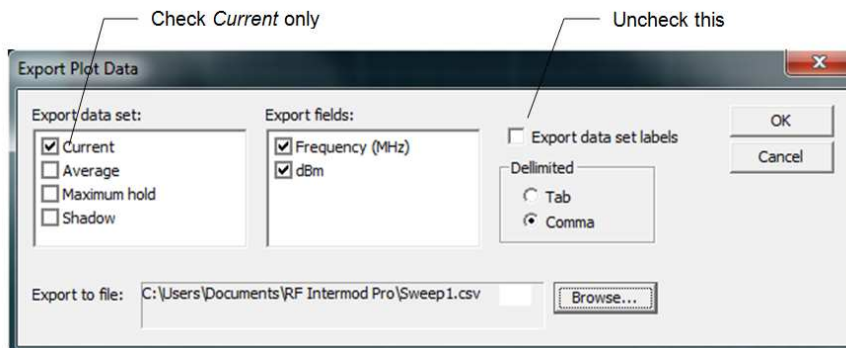 Check Current only
Uncheck this
Export Plot Data
Export data set:
Current
Average
Maximum hold
Shadow
Export fields:
Frequency (MHz)
dBm
Export data set labels
Dellimited
Tab
Comma
OK
Cancel
Export to file:
C:\Users\Documents\RF Intermod Pro\Sweep1.csv
Browse...